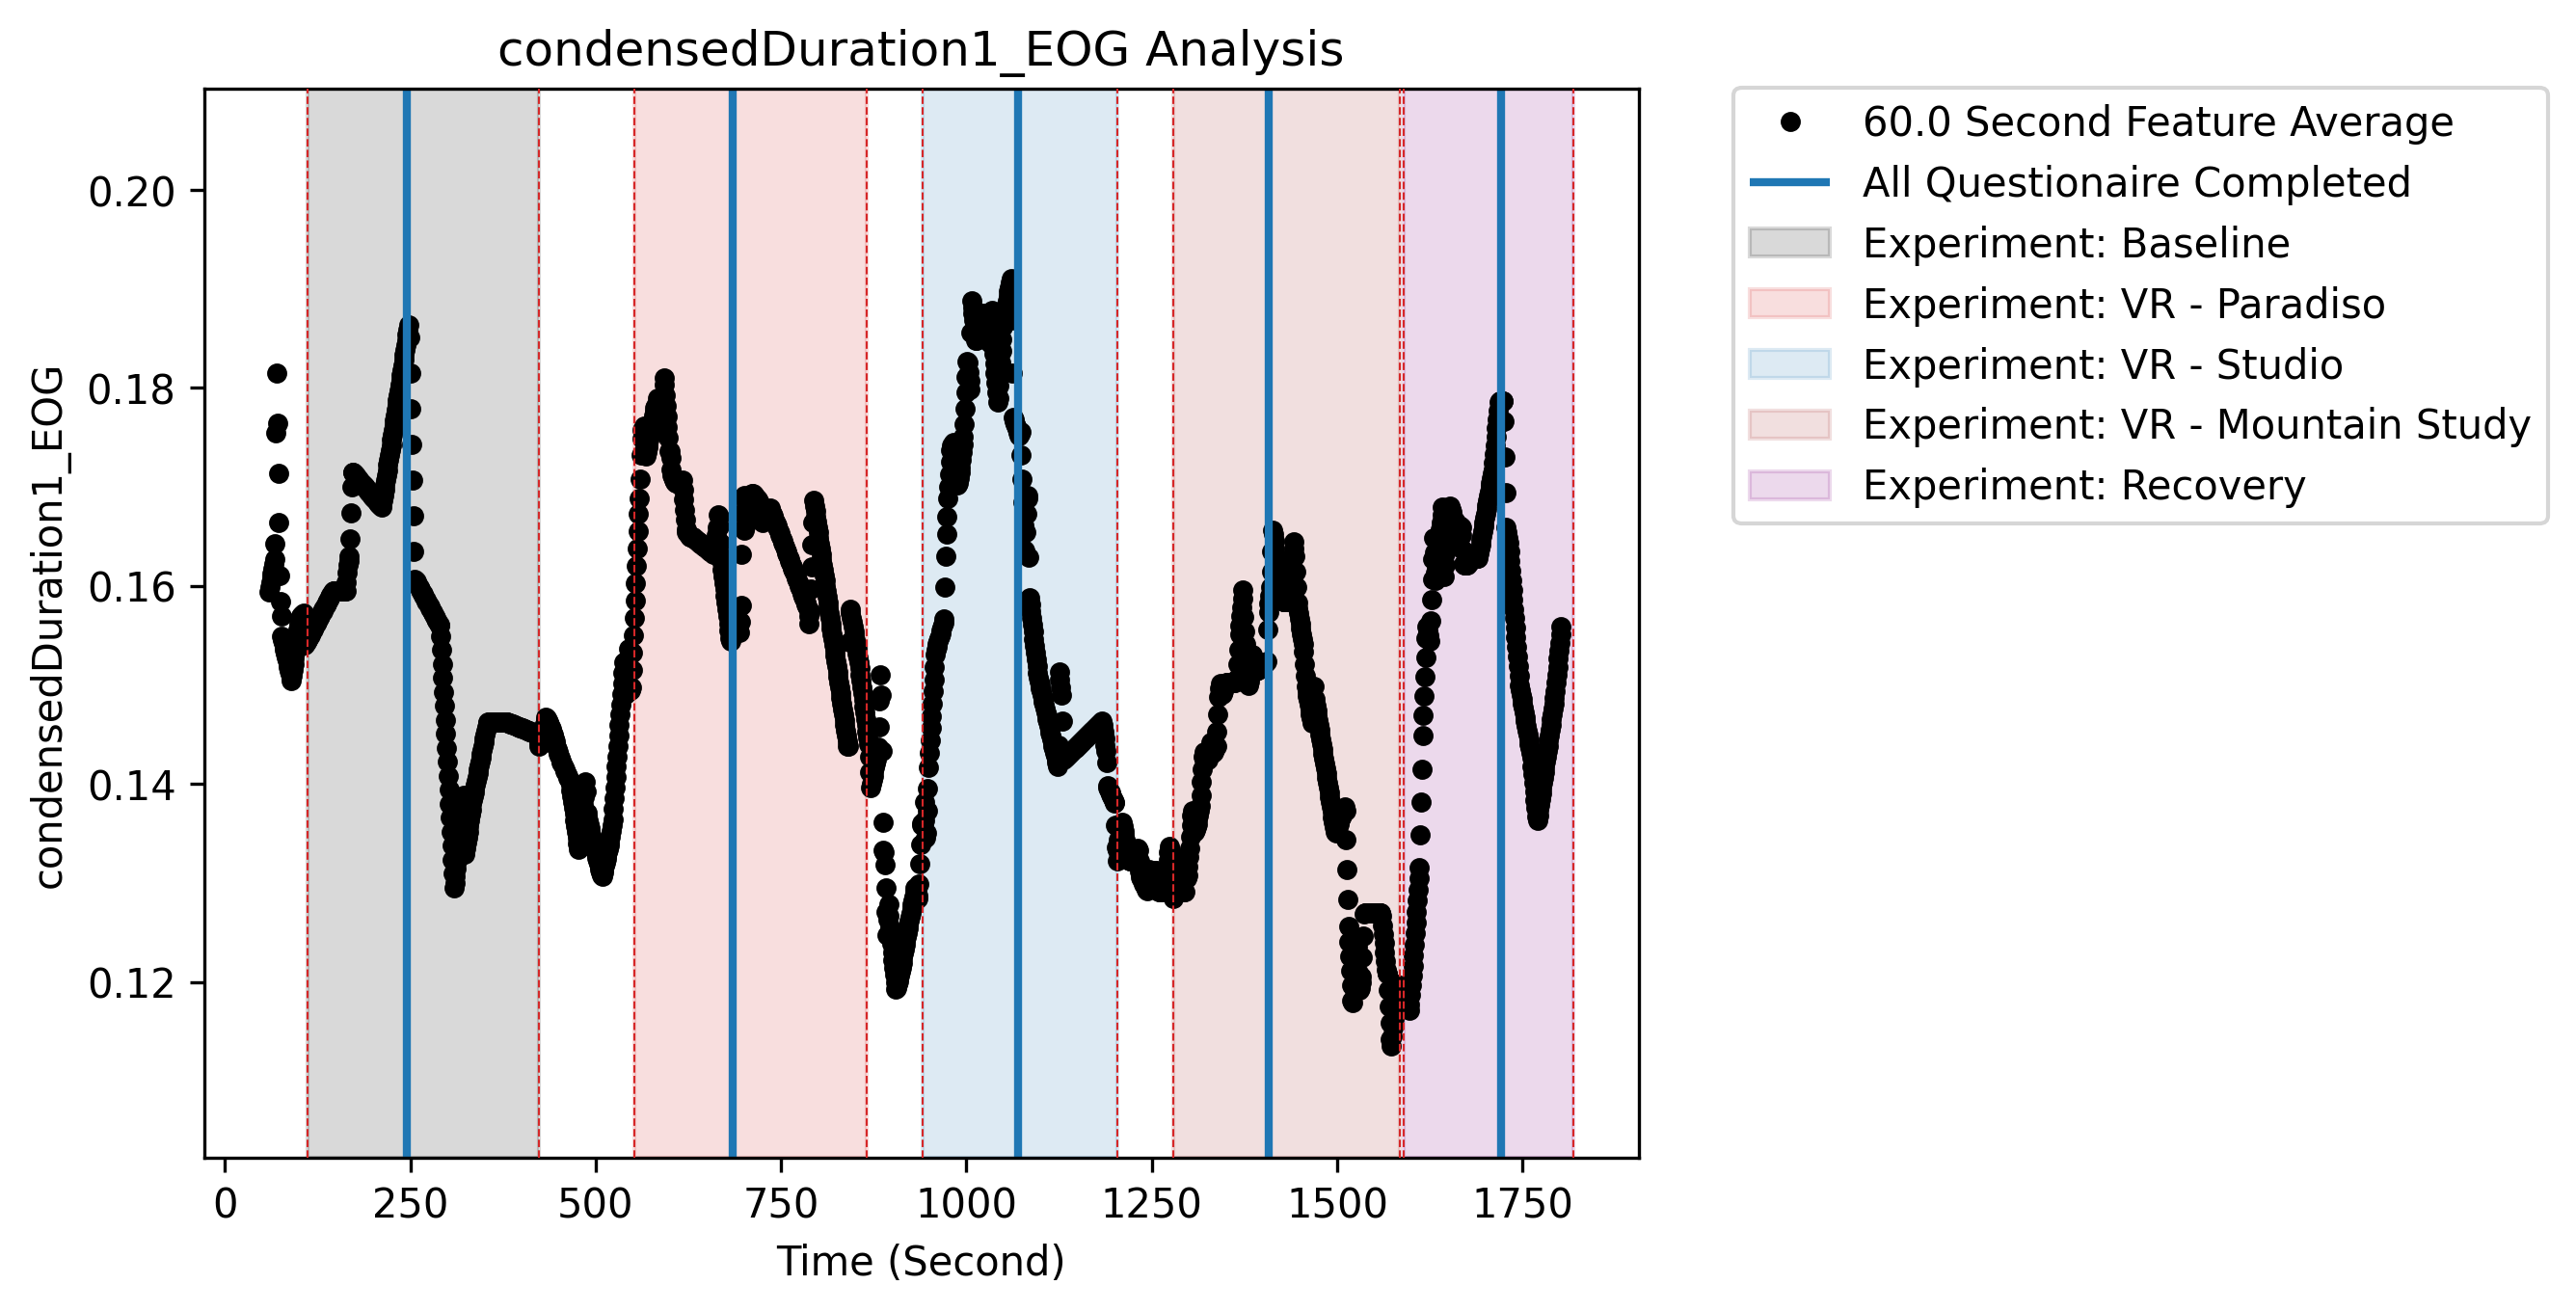 condensedDuration1_EOG Analysis
condensedDuration1_EOG
0.20
0.18
0.16
0.14
0.12
0
250
500
750
1000
1250
1500
1750
Time (Second)
60.0 Second Feature Average
All Questionaire Completed
Experiment: Baseline
Experiment: VR - Paradiso
Experiment: VR - Studio
Experiment: VR - Mountain Study
Experiment: Recovery